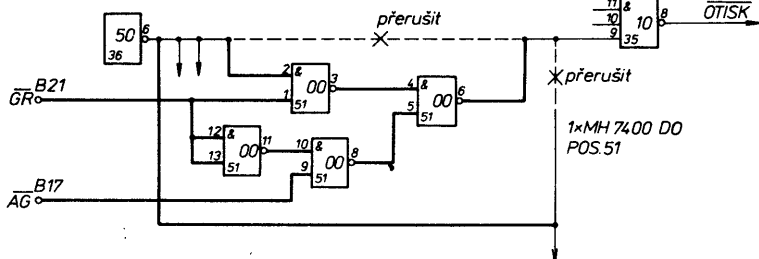 přerušit
11 & 10 10 8 9 35
OTISK
50 6 36
přerušit
2 & 00 3 1 51
4 & 00 6 5 51
GR B21
12 & 00 11 13 51
10 & 00 8 9 51
1xMH 7400 DO
POS.51
AG B17